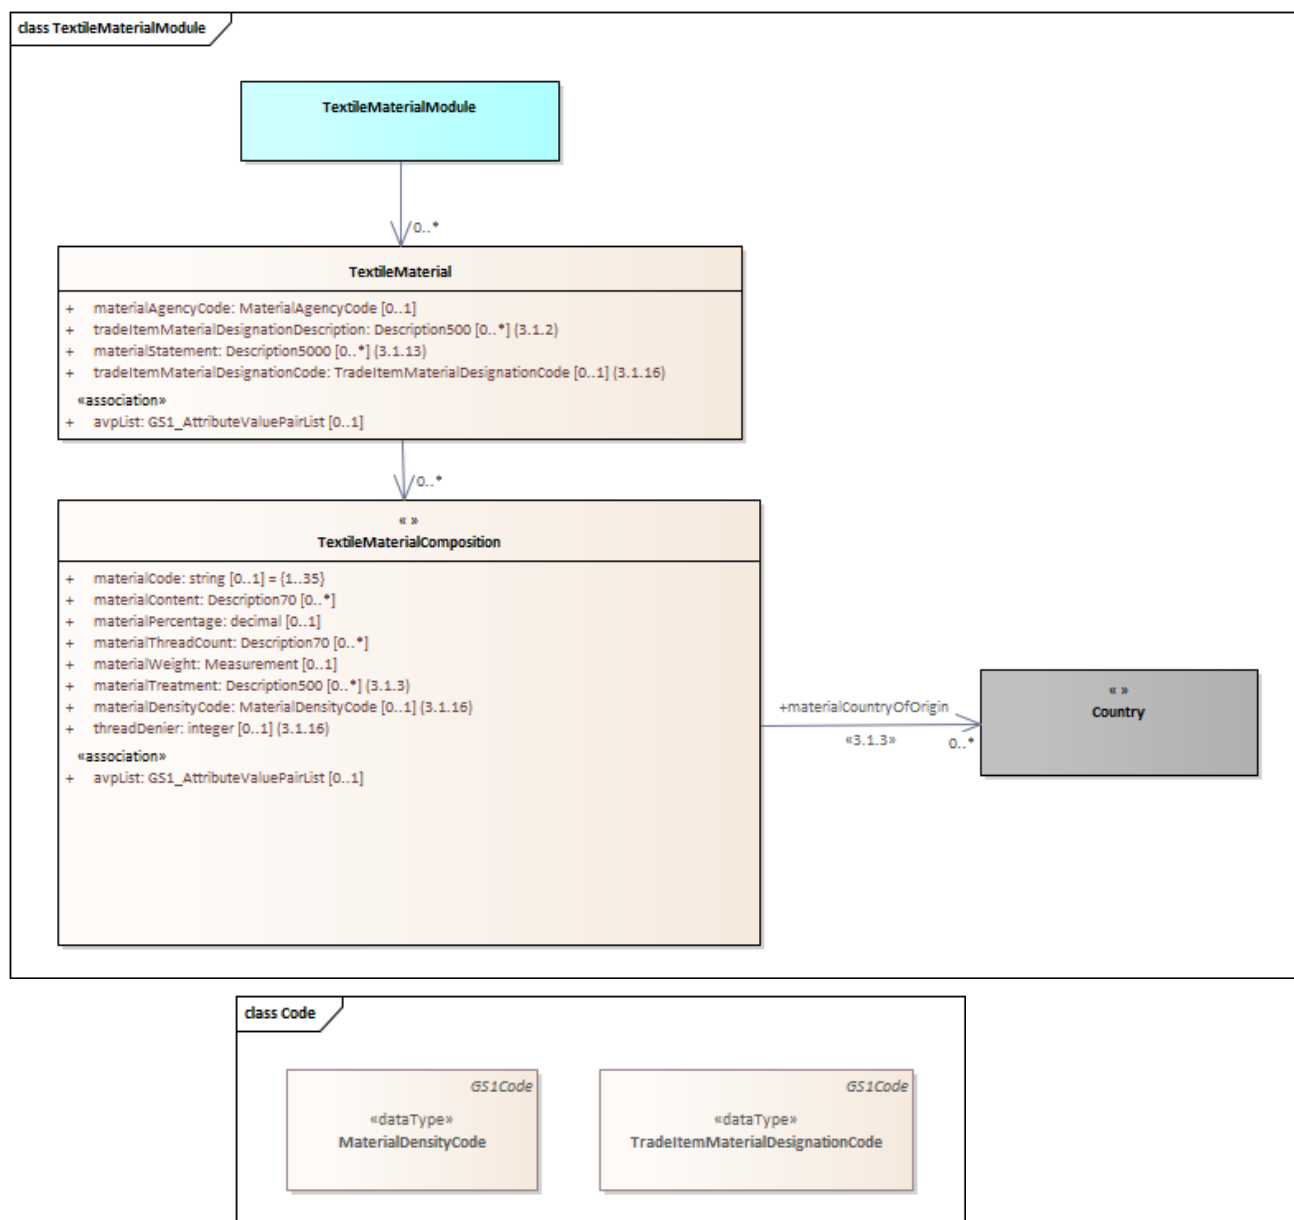 class TextileMaterialModule
TextileMaterialModule
0..*
TextileMaterial
+ materialAgencyCode: MaterialAgencyCode [0..1]
+ tradeItemMaterialDesignationDescription: Description500 [0..*] {3.1.2}
+ materialStatement: Description5000 [0..*] {3.1.13}
+ tradeItemMaterialDesignationCode: TradeItemMaterialDesignationCode [0..1] {3.1.16}
«association»
+ avpList: GS1_AttributeValuePairList [0..1]
0..*
« »
TextileMaterialComposition
+ materialCode: string [0..1] = {1..35}
+ materialContent: Description70 [0..*]
+ materialPercentage: decimal [0..1]
+ materialThreadCount: Description70 [0..*]
+ materialWeight: Measurement [0..1]
+ materialTreatment: Description500 [0..*] {3.1.3}
+ materialDensityCode: MaterialDensityCode [0..1] {3.1.16}
+ threadDenier: integer [0..1] {3.1.16}
«association»
+ avpList: GS1_AttributeValuePairList [0..1]
+materialCountryOfOrigin
«3.1.3»
0..*
« »
Country
class Code
GS1Code
«dataType»
MaterialDensityCode
GS1Code
«dataType»
TradeItemMaterialDesignationCode